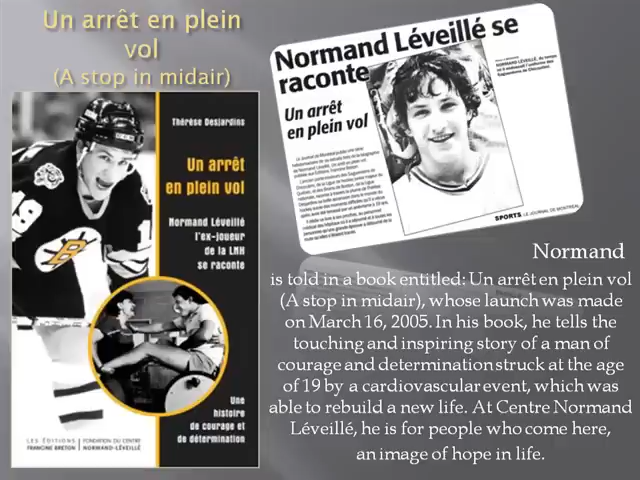 Un arrêt en plein
vol
(A stop in midair)
Thérèse Desjardins
Un arrêt
en plein vol
Normand Léveillé
l'ex-joueur
de la LNH
se raconte
19
B
Une
histoire
de courage et
de détermination
LES ÉDITIONS
FRANCINE BRETON
FONDATION DU CENTRE
NORMAND-LÉVEILLÉ
Normand Léveillé se
raconte
Un arrêt
en plein vol
SPORTS LE JOURNAL DE MONTRÉAL
Normand
is told in a book entitled: Un arrêt en plein vol
(A stop in midair), whose launch was made
on March 16, 2005. In his book, he tells the
touching and inspiring story of a man of
courage and determination struck at the age
of 19 by a cardiovascular event, which was
able to rebuild a new life. At Centre Normand
Léveillé, he is for people who come here,
an image of hope in life.